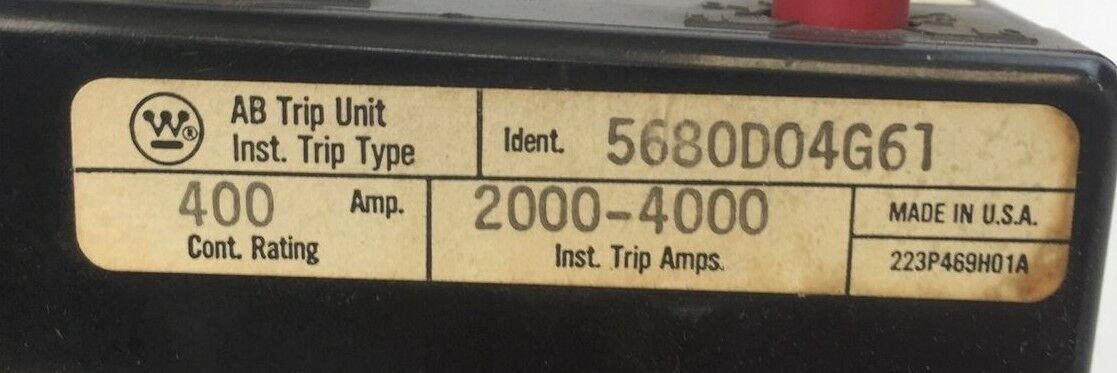 W ®
AB Trip Unit
Inst. Trip Type
Ident. 5680D04G61
400 Amp.
Cont. Rating
2000-4000
Inst. Trip Amps.
MADE IN U.S.A.
223P469H01A